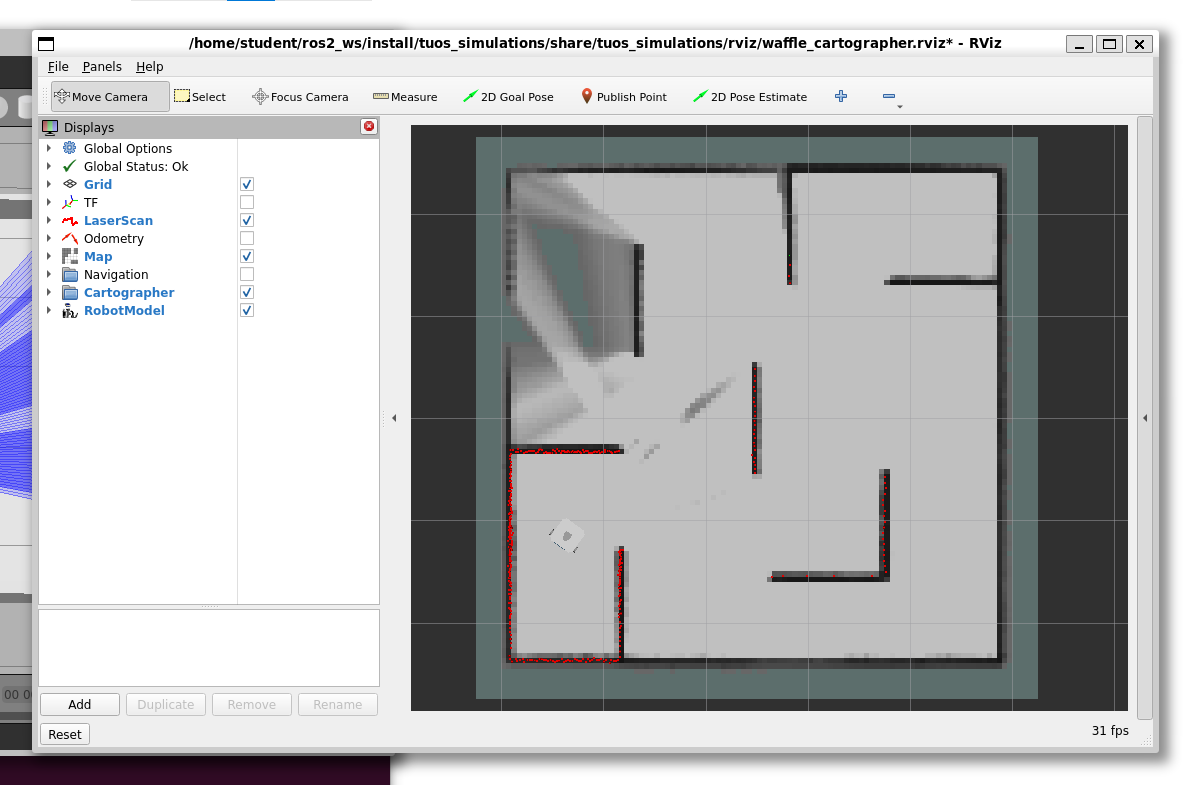 /home/student/ros2_ws/install/tuos_simulations/share/tuos_simulations/rviz/waffle_cartographer.rviz* - RViz
File Panels Help
Move Camera Select Focus Camera Measure 2D Goal Pose Publish Point 2D Pose Estimate
Displays
Global Options
Global Status: Ok
Grid
TF
LaserScan
Odometry
Map
Navigation
Cartographer
RobotModel
00 0
Add Duplicate Remove Rename
Reset
31 fps